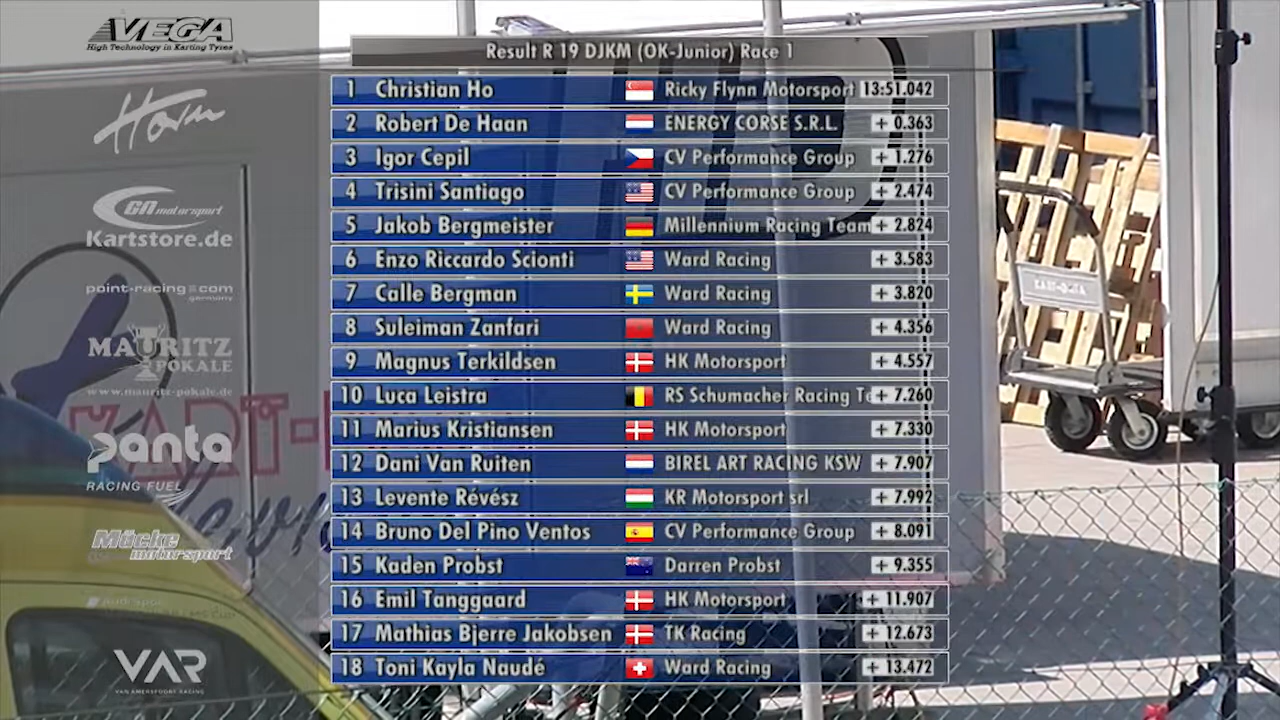 VEGA
High Technology in Karting Tyres
Horn
GN motorsport
Kartstore.de
point-racing.com
germany
MAURITZ
POKALE
www.mauritz-pokale.de
panta
RACING FUEL
Mücke
motorsport
VAR
VAN AMERSFOORT RACING
Result R 19 DJKM (OK-Junior) Race 1
1 Christian Ho Ricky Flynn Motorsport 13:51.042
2 Robert De Haan ENERGY CORSE S.R.L. + 0.363
3 Igor Cepil CV Performance Group + 1.276
4 Trisini Santiago CV Performance Group + 2.474
5 Jakob Bergmeister Millennium Racing Team + 2.824
6 Enzo Riccardo Scionti Ward Racing + 3.583
7 Calle Bergman Ward Racing + 3.820
8 Suleiman Zanfari Ward Racing + 4.356
9 Magnus Terkildsen HK Motorsport + 4.557
10 Luca Leistra RS Schumacher Racing Te + 7.260
11 Marius Kristiansen HK Motorsport + 7.330
12 Dani Van Ruiten BIREL ART RACING KSW + 7.907
13 Levente Révész KR Motorsport srl + 7.992
14 Bruno Del Pino Ventos CV Performance Group + 8.091
15 Kaden Probst Darren Probst + 9.355
16 Emil Tanggaard HK Motorsport + 11.907
17 Mathias Bjerre Jakobsen TK Racing + 12.673
18 Toni Kayla Naudé Ward Racing + 13.472